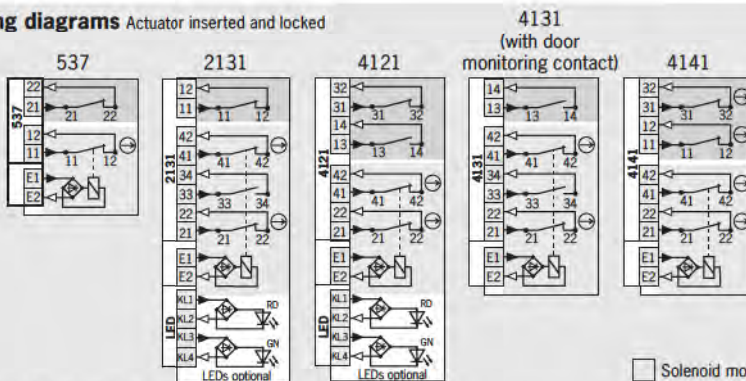 ng diagrams Actuator inserted and locked
537
22
21
21 22
12
11
11 12
E1
E2
537
2131
12
11
11 12
42
41
41 42
34
33
33 34
22
21
21 22
E1
E2
2131
KL1
KL2
KL3
KL4
LED
RD
GN
LEDs optional
4121
32
31
31 32
14
13
13 14
42
41
41 42
22
21
21 22
E1
E2
4121
KL1
KL2
KL3
KL4
LED
RD
GN
LEDs optional
4131
(with door
monitoring contact)
14
13
13 14
42
41
41 42
34
33
33 34
22
21
21 22
E1
E2
4131
4141
32
31
31 32
12
11
11 12
42
41
41 42
22
21
21 22
E1
E2
4141
Solenoid mo